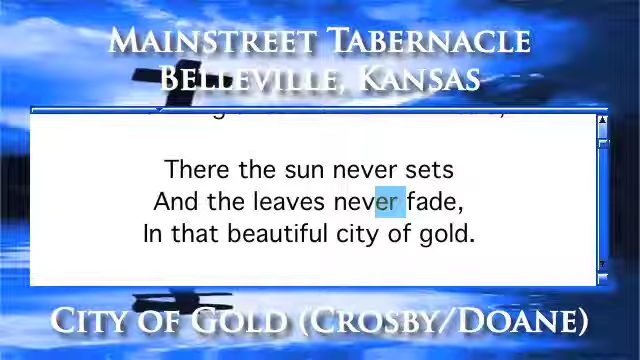 Mainstreet Tabernacle
Belleville, Kansas
There the sun never sets
And the leaves never fade,
In that beautiful city of gold.
City of Gold (Crosby/Doane)